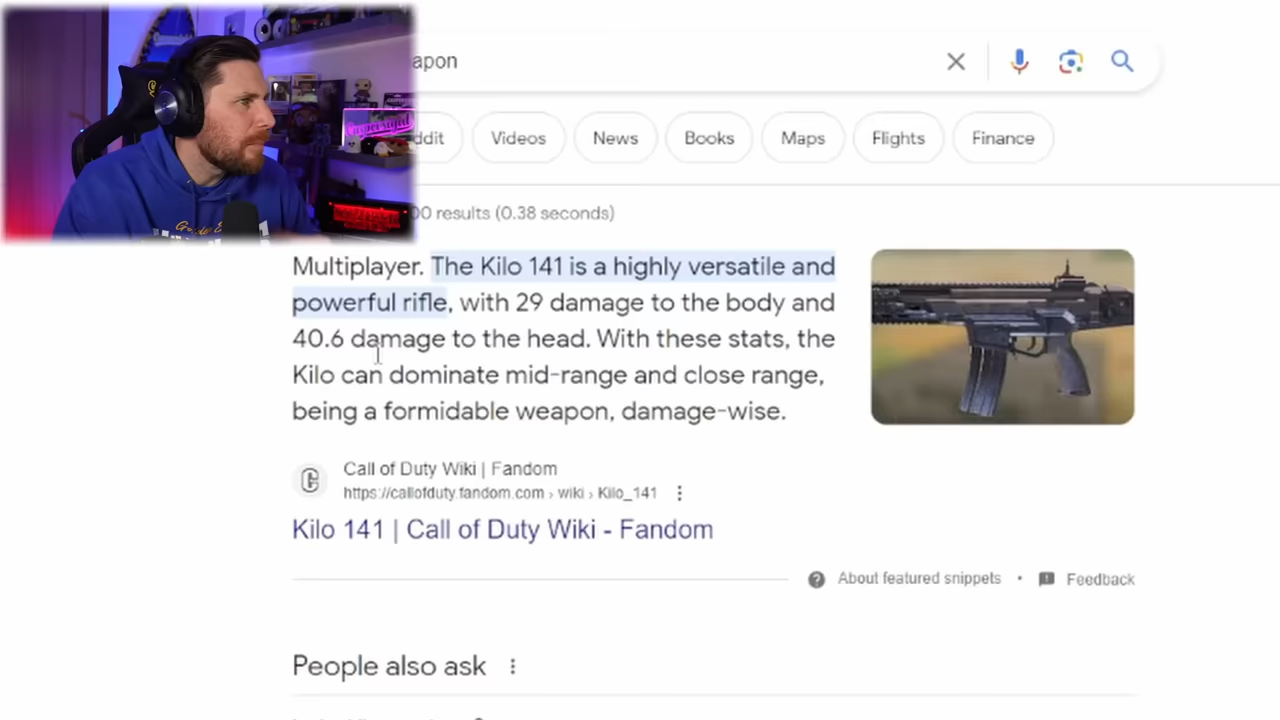 apon
ddit
Videos
News
Books
Maps
Flights
Finance
00 results (0.38 seconds)
Multiplayer. The Kilo 141 is a highly versatile and
powerful rifle, with 29 damage to the body and
40.6 damage to the head. With these stats, the
Kilo can dominate mid-range and close range,
being a formidable weapon, damage-wise.
Call of Duty Wiki | Fandom
https://callofduty.fandom.com › wiki › Kilo_141
Kilo 141 | Call of Duty Wiki - Fandom
About featured snippets • Feedback
People also ask